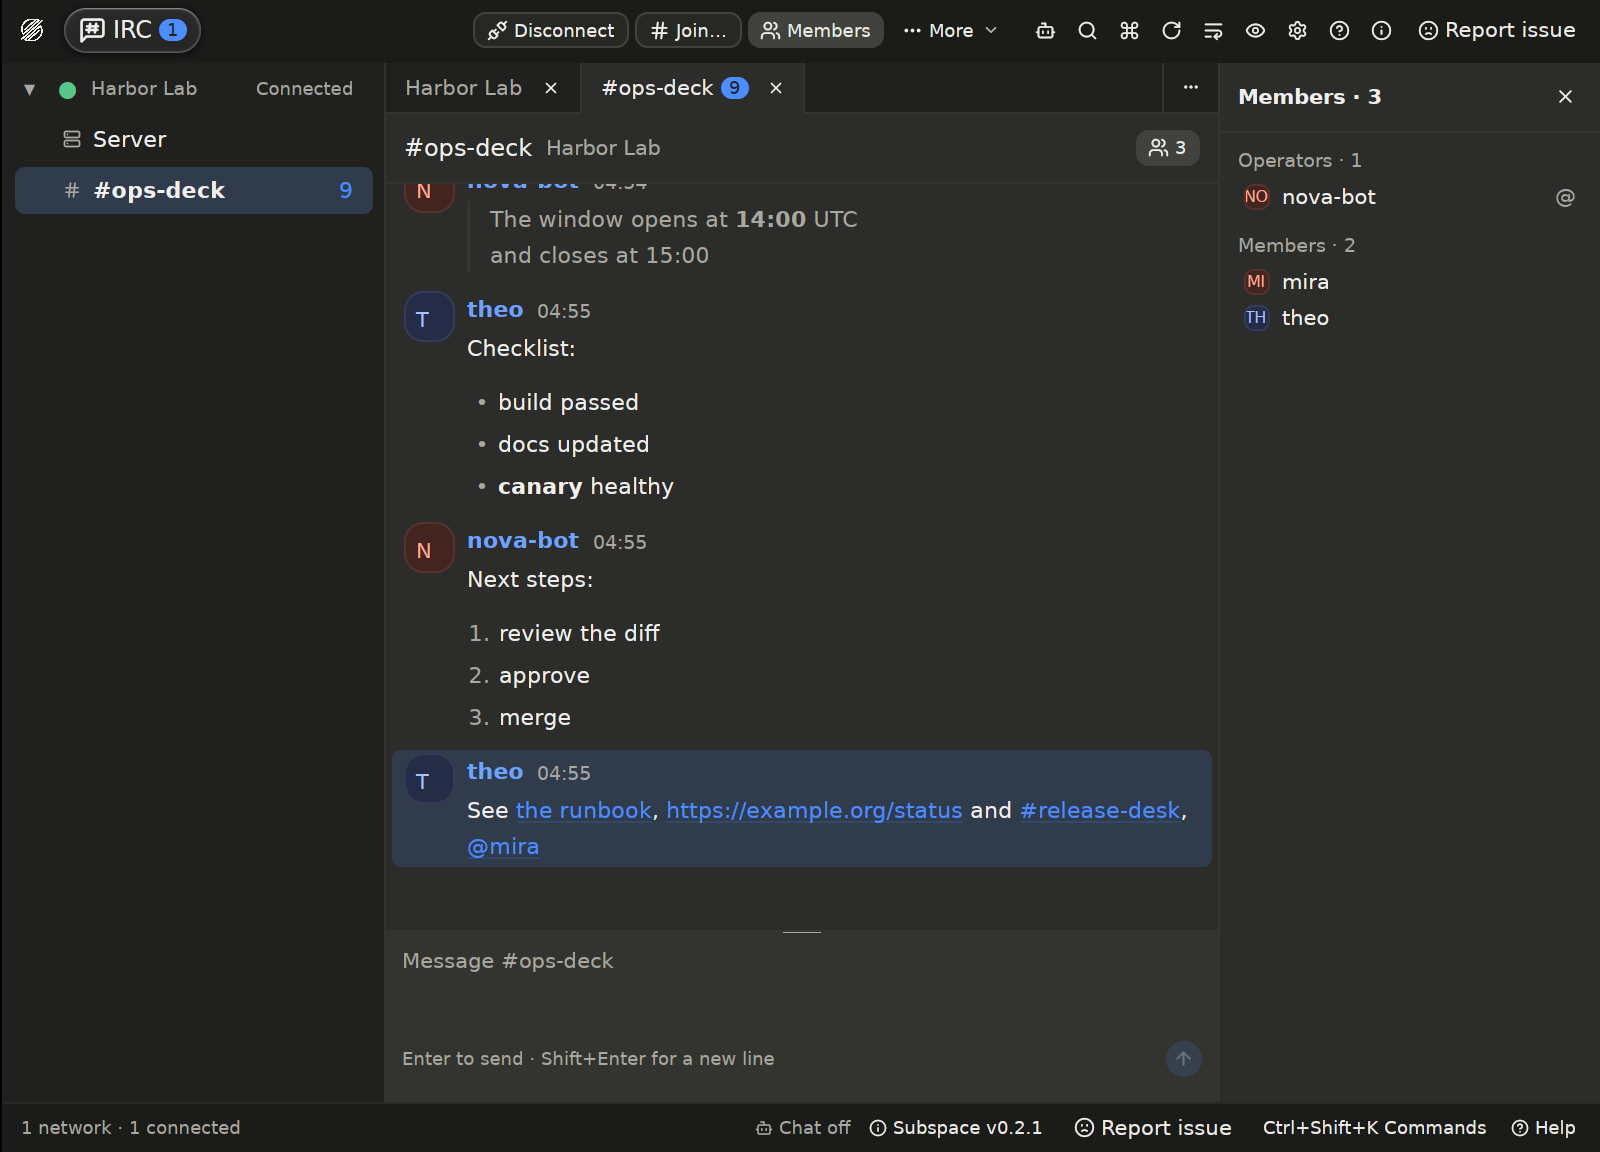 IRC 1
Disconnect
Join...
Members
More
Report issue
Harbor Lab Connected
Server
# #ops-deck 9
Harbor Lab
#ops-deck 9
#ops-deck Harbor Lab
3
N nova-bot 04:54
The window opens at 14:00 UTC
and closes at 15:00
T theo 04:55
Checklist:
• build passed
• docs updated
• canary healthy
N nova-bot 04:55
Next steps:
1. review the diff
2. approve
3. merge
T theo 04:55
See the runbook, https://example.org/status and #release-desk,
@mira
Message #ops-deck
Enter to send · Shift+Enter for a new line
Members · 3
Operators · 1
NO nova-bot @
Members · 2
MI mira
TH theo
1 network · 1 connected
Chat off
Subspace v0.2.1
Report issue
Ctrl+Shift+K Commands
Help